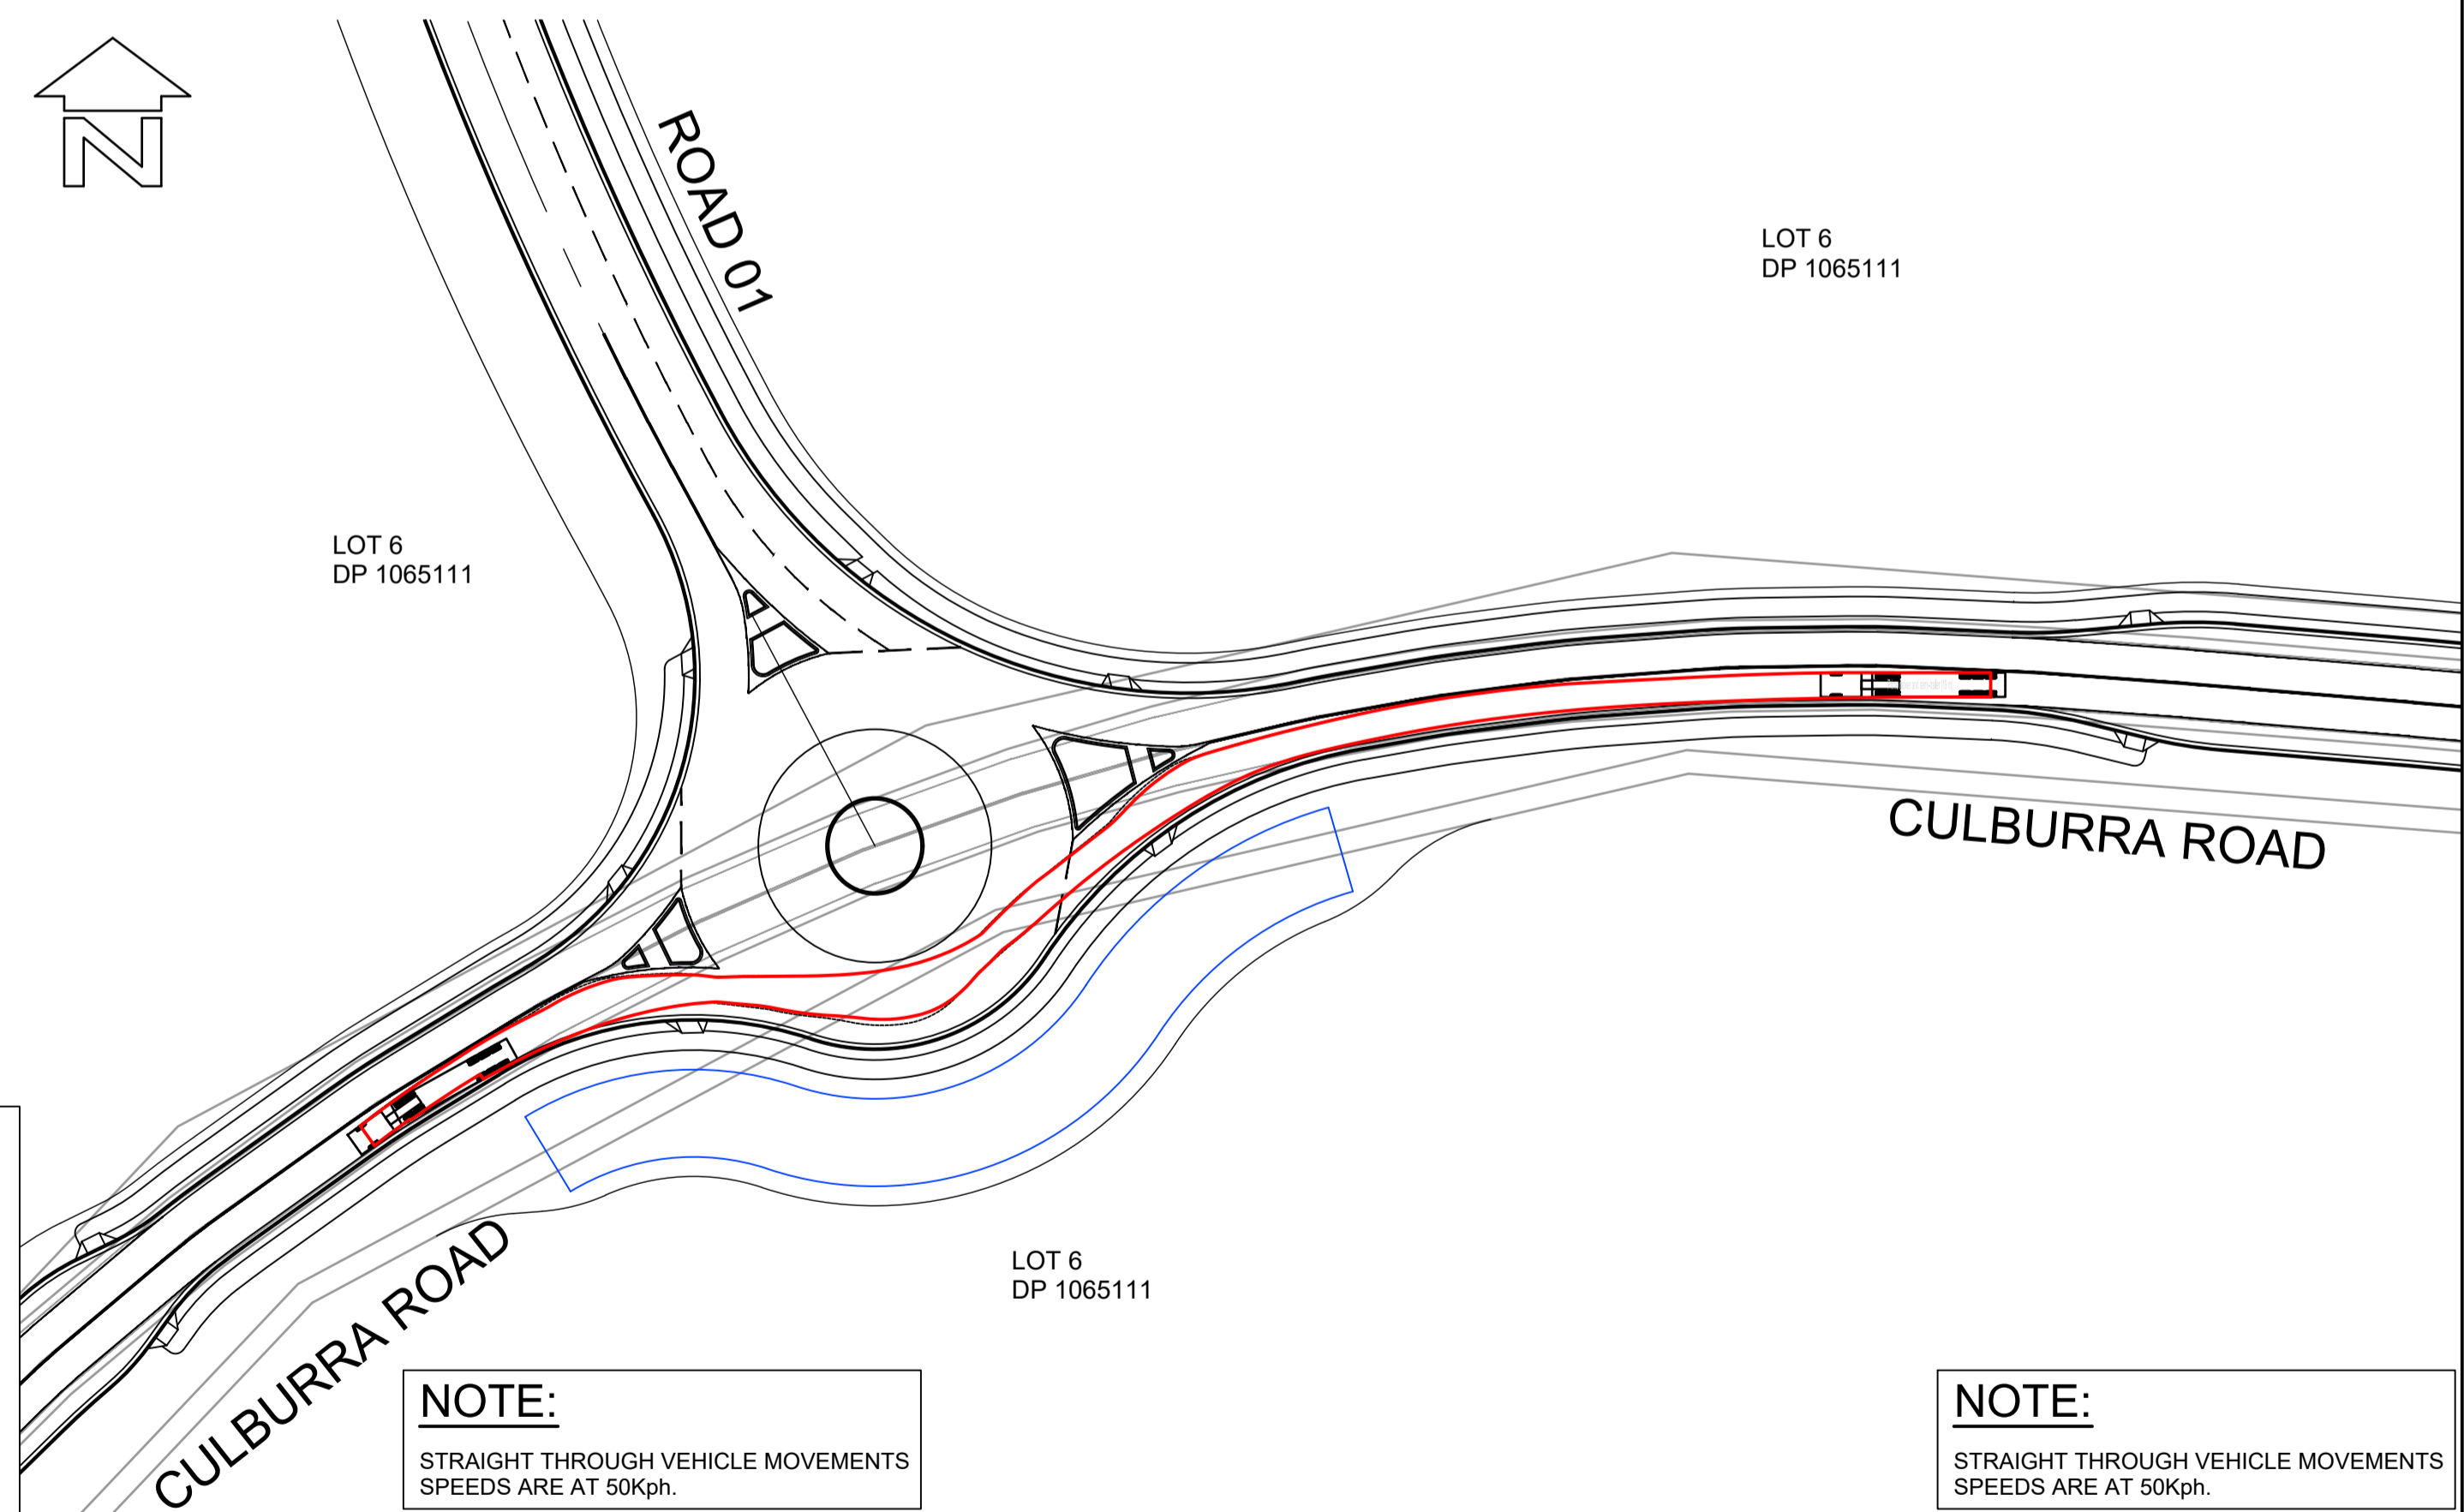 N
ROAD 01
LOT 6
DP 1065111
LOT 6
DP 1065111
CULBURRA ROAD
CULBURRA ROAD
LOT 6
DP 1065111
NOTE:
STRAIGHT THROUGH VEHICLE MOVEMENTS
SPEEDS ARE AT 50Kph.
NOTE:
STRAIGHT THROUGH VEHICLE MOVEMENTS
SPEEDS ARE AT 50Kph.